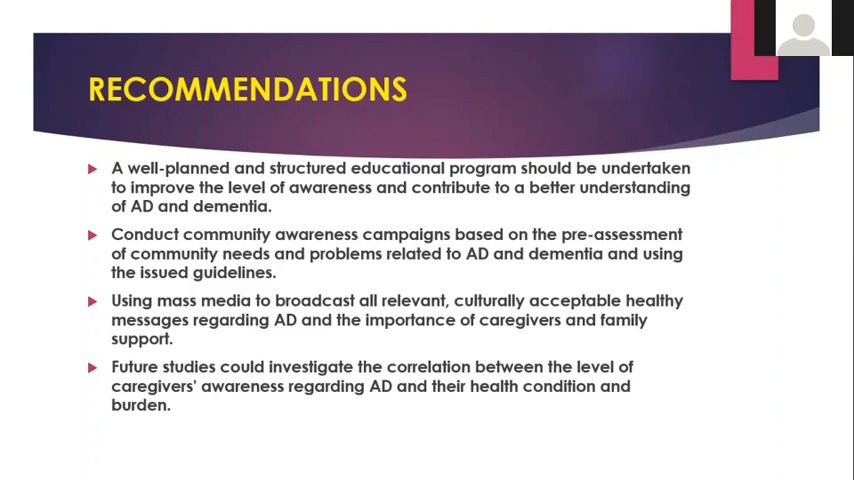 RECOMMENDATIONS
A well-planned and structured educational program should be undertaken
to improve the level of awareness and contribute to a better understanding
of AD and dementia.
Conduct community awareness campaigns based on the pre-assessment
of community needs and problems related to AD and dementia and using
the issued guidelines.
Using mass media to broadcast all relevant, culturally acceptable healthy
messages regarding AD and the importance of caregivers and family
support.
Future studies could investigate the correlation between the level of
caregivers' awareness regarding AD and their health condition and
burden.